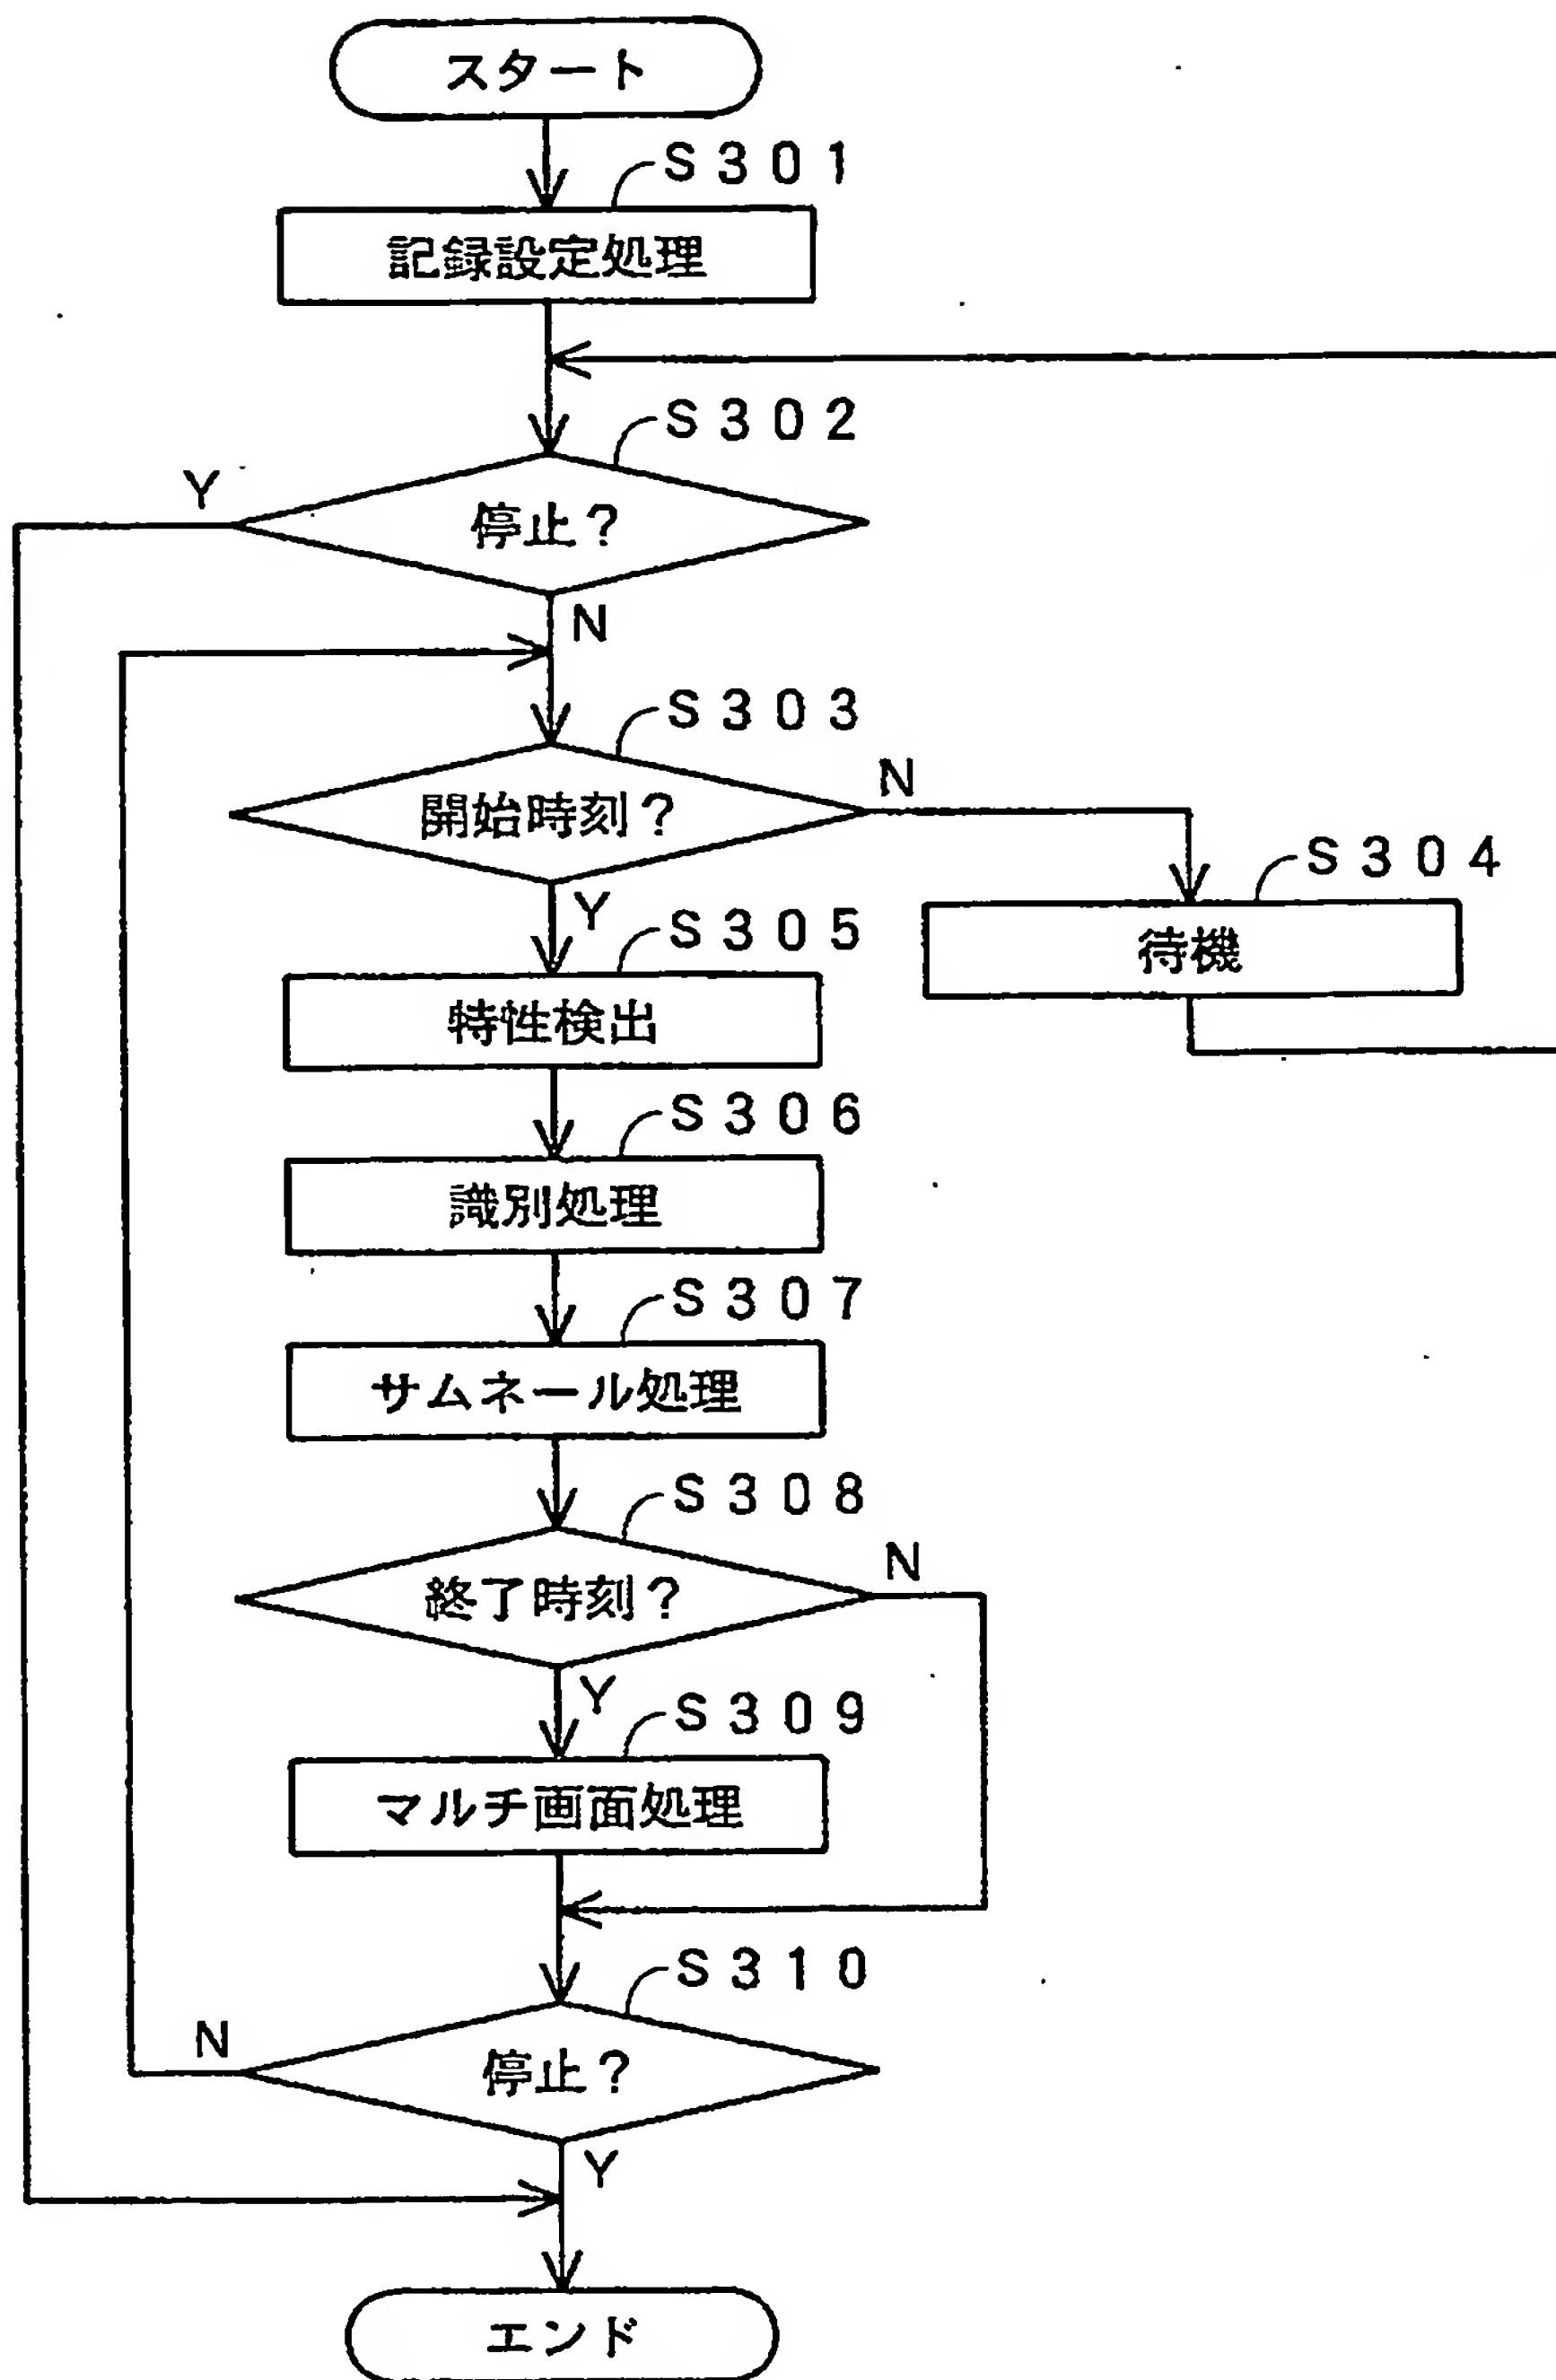 スタート
S301
記録設定処理
S302
Y
停止?
N
S303
開始時刻?
N
Y
S304
待機
S305
特性検出
S306
識別処理
S307
サムネール処理
S308
終了時刻?
N
Y
S309
マルチ画面処理
S310
N
停止?
Y
エンド